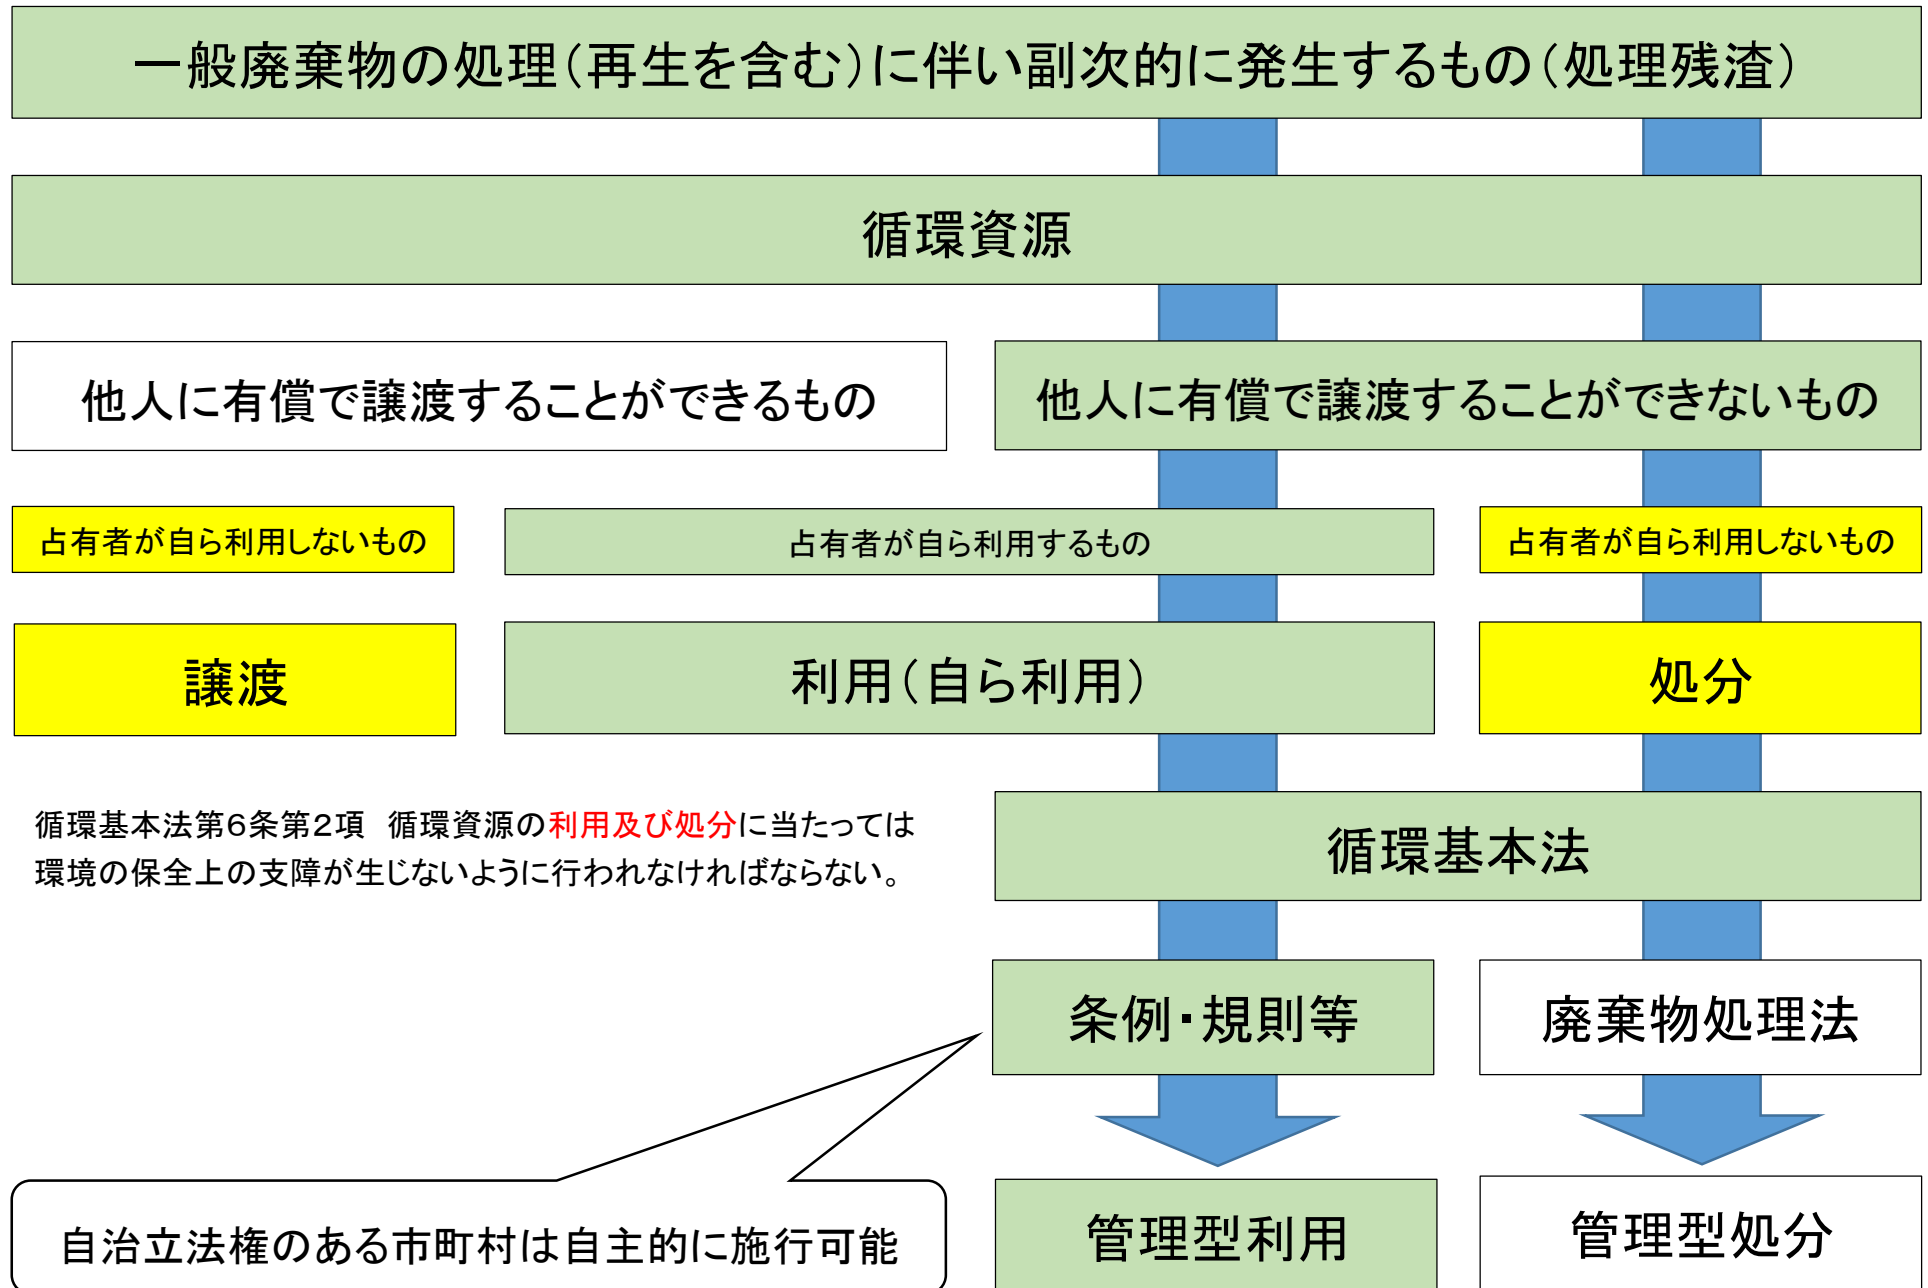 一般廃棄物の処理（再生を含む）に伴い副次的に発生するもの（処理残渣）
循環資源
他人に有償で譲渡することができるもの
他人に有償で譲渡することができないもの
占有者が自ら利用しないもの
占有者が自ら利用するもの
占有者が自ら利用しないもの
譲渡
利用（自ら利用）
処分
循環基本法第６条第２項　循環資源の利用及び処分に当たっては
環境の保全上の支障が生じないように行われなければならない。
循環基本法
条例・規則等
廃棄物処理法
自治立法権のある市町村は自主的に施行可能
管理型利用
管理型処分